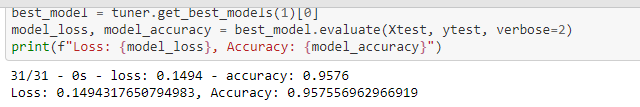 best_model = tuner.get_best_models(1)[0]
model_loss, model_accuracy = best_model.evaluate(Xtest, ytest, verbose=2)
print(f"Loss: {model_loss}, Accuracy: {model_accuracy}")
31/31 - 0s - loss: 0.1494 - accuracy: 0.9576
Loss: 0.1494317650794983, Accuracy: 0.957556962966919